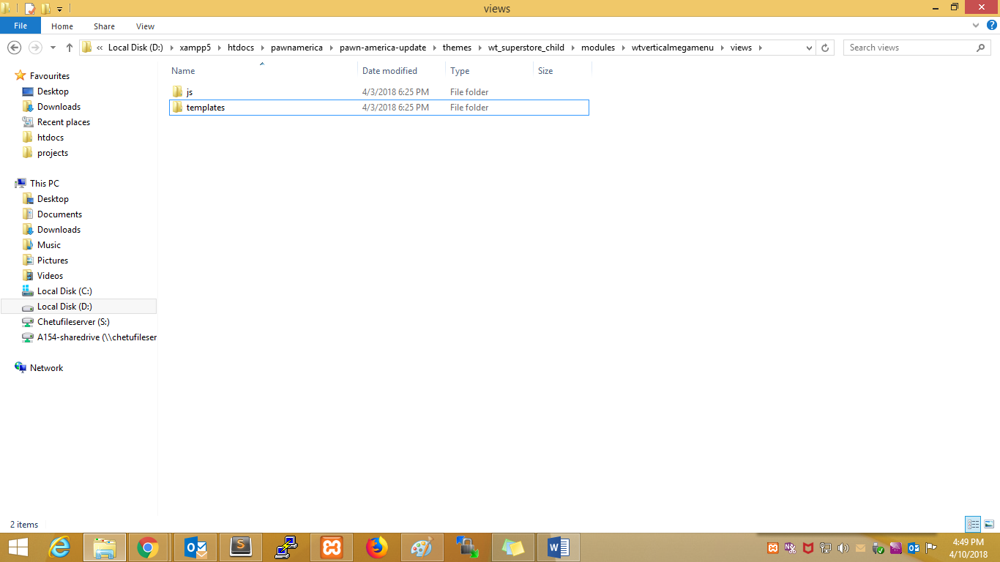 views
File Home Share View
« Local Disk (D:) xampp5 htdocs pawnamerica pawn-america-update themes wt_superstore_child modules wtverticalmegamenu views
Search views
Name Date modified Type Size
js 4/3/2018 6:25 PM File folder
templates 4/3/2018 6:25 PM File folder
Favourites
Desktop
Downloads
Recent places
htdocs
projects
This PC
Desktop
Documents
Downloads
Music
Pictures
Videos
Local Disk (C:)
Local Disk (D:)
Chetufileserver (S:)
A154-sharedrive (\\chetufileser
Network
2 items
4:49 PM
4/10/2018